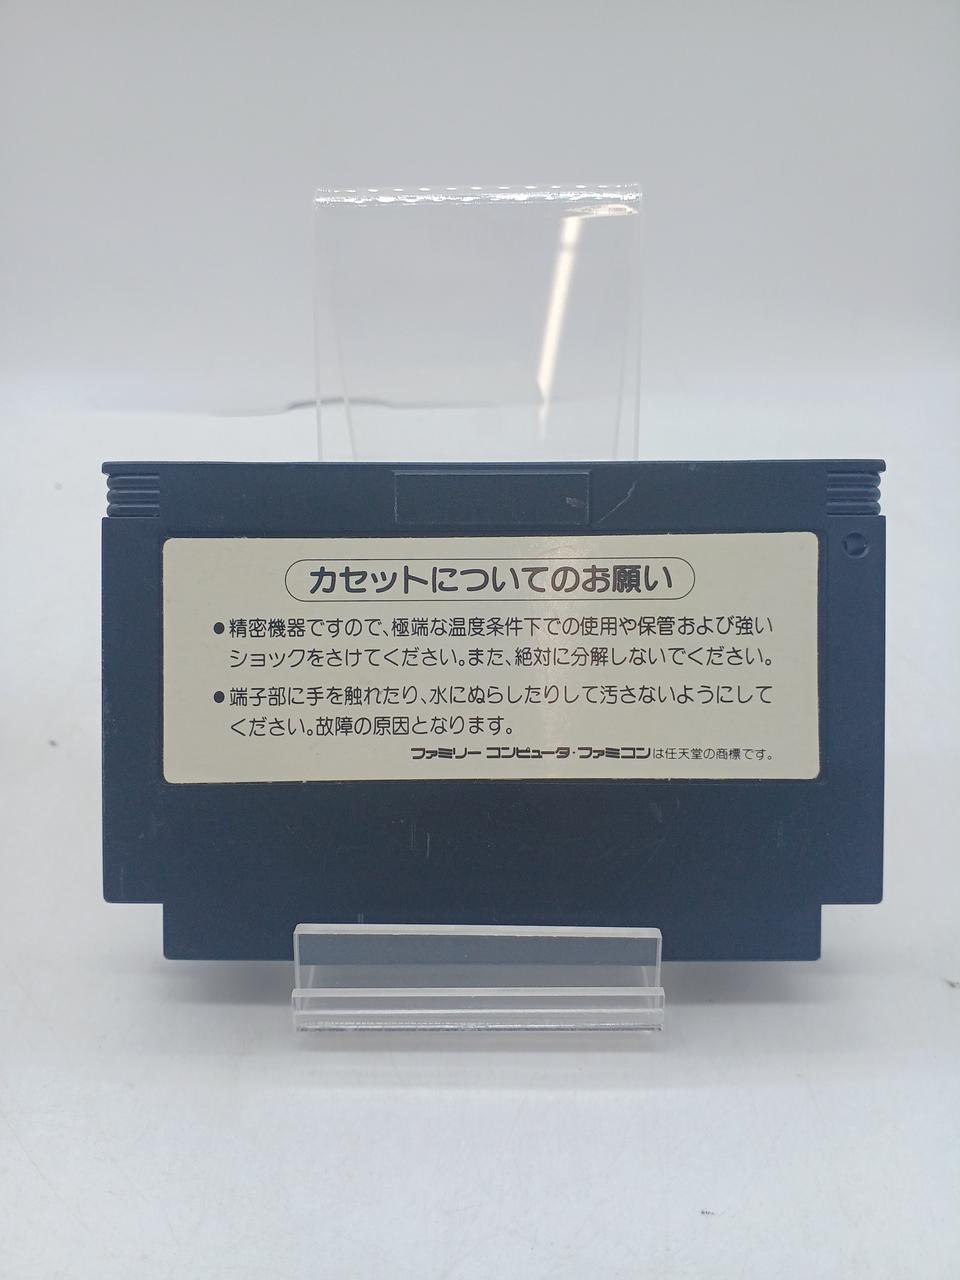 カセットについてのお願い
●精密機器ですので、極端な温度条件下での使用や保管および強い
ショックをさけてください。また、絶対に分解しないでください。
●端子部に手を触れたり、水にぬらしたりして汚さないようにして
ください。故障の原因となります。
ファミリーコンピュータ・ファミコンは任天堂の商標です。